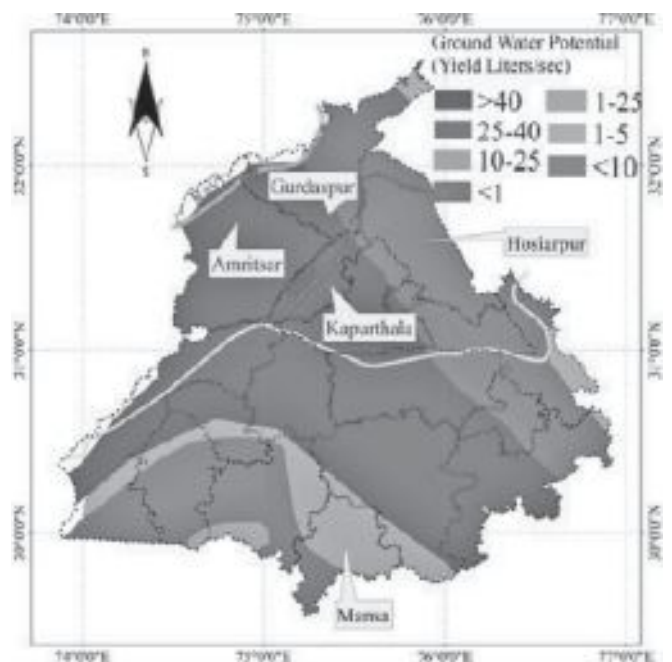 74°0'0"E 75°0'0"E 76°0'0"E 77°0'0"E
Ground Water Potential
(Yield Liters/sec)
>40 1-25
25-40 1-5
10-25 <10
<1
N
S
32°0'0"N
32°0'0"N
Gurdaspur
Hosiarpur
Amritsar
Kaparthala
31°0'0"N
31°0'0"N
30°0'0"N
30°0'0"N
Mansa
74°0'0"E 75°0'0"E 76°0'0"E 77°0'0"E